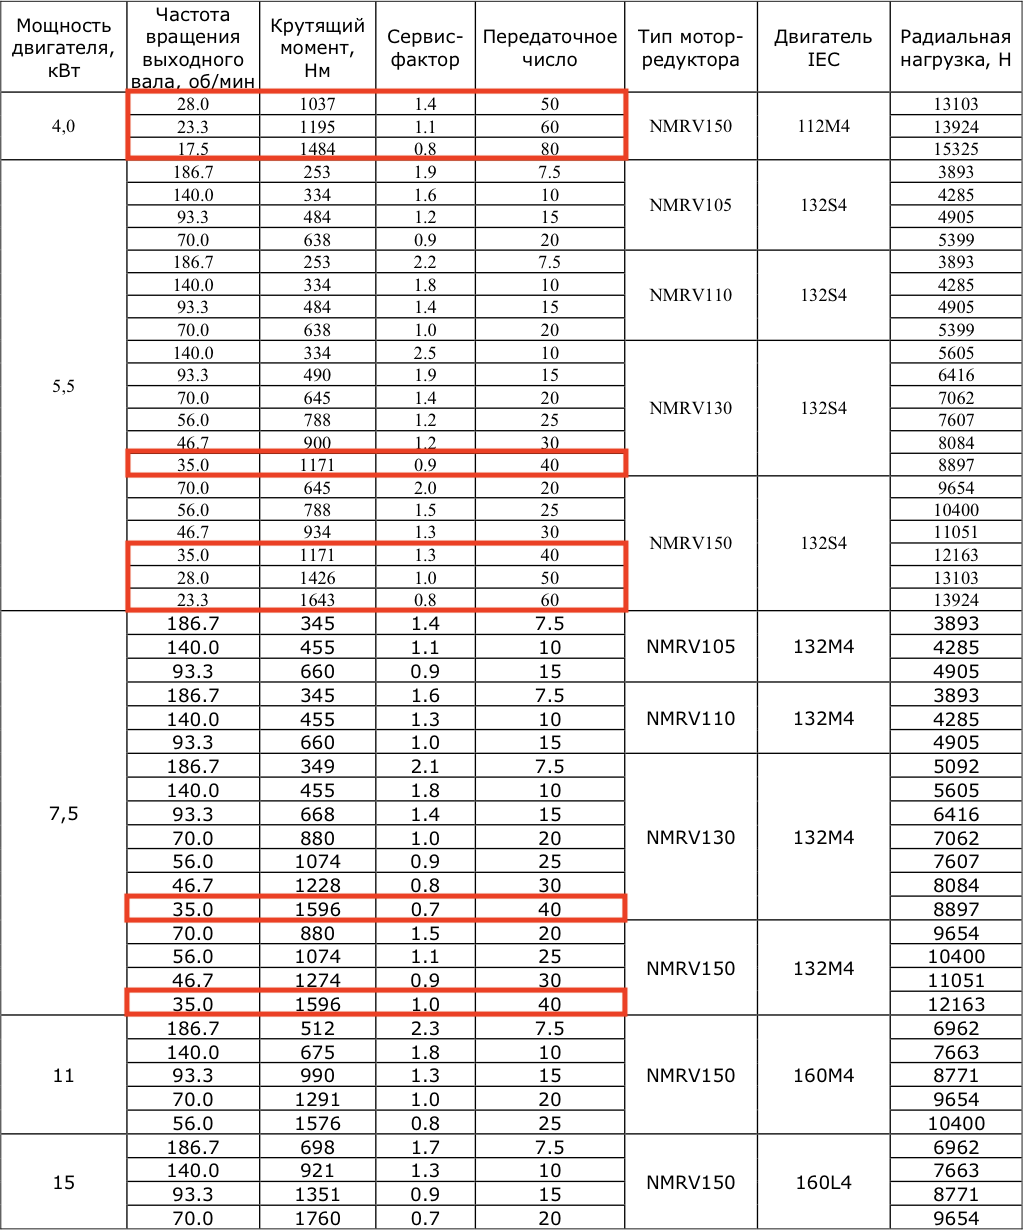 Мощность двигателя, кВт | Частота вращения выходного вала, об/мин | Крутящий момент, Нм | Сервис-фактор | Передаточное число | Тип мотор-редуктора | Двигатель IEC | Радиальная нагрузка, Н
4,0 | 28.0 | 1037 | 1.4 | 50 | NMRV150 | 112M4 | 13103
23.3 | 1195 | 1.1 | 60 | 13924
17.5 | 1484 | 0.8 | 80 | 15325
5,5 | 186.7 | 253 | 1.9 | 7.5 | NMRV105 | 132S4 | 3893
140.0 | 334 | 1.6 | 10 | 4285
93.3 | 484 | 1.2 | 15 | 4905
70.0 | 638 | 0.9 | 20 | 5399
186.7 | 253 | 2.2 | 7.5 | NMRV110 | 132S4 | 3893
140.0 | 334 | 1.8 | 10 | 4285
93.3 | 484 | 1.4 | 15 | 4905
70.0 | 638 | 1.0 | 20 | 5399
140.0 | 334 | 2.5 | 10 | NMRV130 | 132S4 | 5605
93.3 | 490 | 1.9 | 15 | 6416
70.0 | 645 | 1.4 | 20 | 7062
56.0 | 788 | 1.2 | 25 | 7607
46.7 | 900 | 1.2 | 30 | 8084
35.0 | 1171 | 0.9 | 40 | 8897
70.0 | 645 | 2.0 | 20 | NMRV150 | 132S4 | 9654
56.0 | 788 | 1.5 | 25 | 10400
46.7 | 934 | 1.3 | 30 | 11051
35.0 | 1171 | 1.3 | 40 | 12163
28.0 | 1426 | 1.0 | 50 | 13103
23.3 | 1643 | 0.8 | 60 | 13924
7,5 | 186.7 | 345 | 1.4 | 7.5 | NMRV105 | 132M4 | 3893
140.0 | 455 | 1.1 | 10 | 4285
93.3 | 660 | 0.9 | 15 | 4905
186.7 | 345 | 1.6 | 7.5 | NMRV110 | 132M4 | 3893
140.0 | 455 | 1.3 | 10 | 4285
93.3 | 660 | 1.0 | 15 | 4905
186.7 | 349 | 2.1 | 7.5 | NMRV130 | 132M4 | 5092
140.0 | 455 | 1.8 | 10 | 5605
93.3 | 668 | 1.4 | 15 | 6416
70.0 | 880 | 1.0 | 20 | 7062
56.0 | 1074 | 0.9 | 25 | 7607
46.7 | 1228 | 0.8 | 30 | 8084
35.0 | 1596 | 0.7 | 40 | 8897
70.0 | 880 | 1.5 | 20 | NMRV150 | 132M4 | 9654
56.0 | 1074 | 1.1 | 25 | 10400
46.7 | 1274 | 0.9 | 30 | 11051
35.0 | 1596 | 1.0 | 40 | 12163
11 | 186.7 | 512 | 2.3 | 7.5 | NMRV150 | 160M4 | 6962
140.0 | 675 | 1.8 | 10 | 7663
93.3 | 990 | 1.3 | 15 | 8771
70.0 | 1291 | 1.0 | 20 | 9654
56.0 | 1576 | 0.8 | 25 | 10400
15 | 186.7 | 698 | 1.7 | 7.5 | NMRV150 | 160L4 | 6962
140.0 | 921 | 1.3 | 10 | 7663
93.3 | 1351 | 0.9 | 15 | 8771
70.0 | 1760 | 0.7 | 20 | 9654